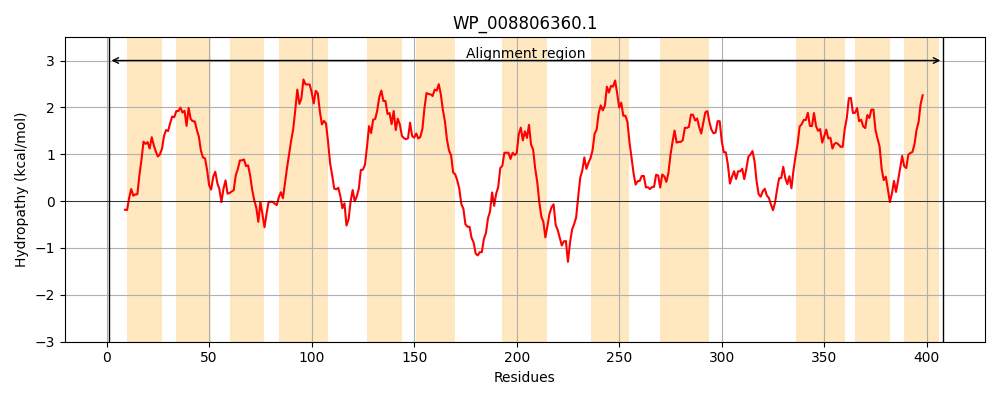 WP_008806360.1
Alignment region
Hydropathy (kcal/mol)
3
2
1
0
−1
−2
−3
0 50 100 150 200 250 300 350 400
Residues